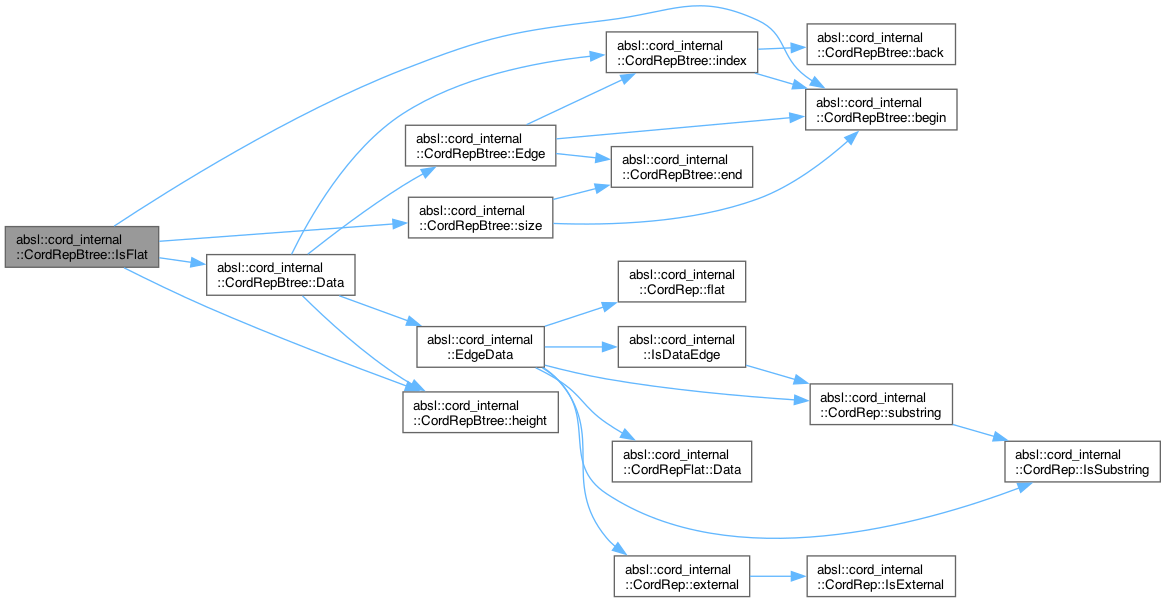 absl::cord_internal
::CordRepBtree::IsFlat
absl::cord_internal
::CordRepBtree::Data
absl::cord_internal
::CordRepBtree::Edge
absl::cord_internal
::CordRepBtree::size
absl::cord_internal
::EdgeData
absl::cord_internal
::CordRepBtree::height
absl::cord_internal
::CordRepBtree::index
absl::cord_internal
::CordRepBtree::end
absl::cord_internal
::CordRep::flat
absl::cord_internal
::IsDataEdge
absl::cord_internal
::CordRepFlat::Data
absl::cord_internal
::CordRep::external
absl::cord_internal
::CordRepBtree::back
absl::cord_internal
::CordRepBtree::begin
absl::cord_internal
::CordRep::substring
absl::cord_internal
::CordRep::IsExternal
absl::cord_internal
::CordRep::IsSubstring